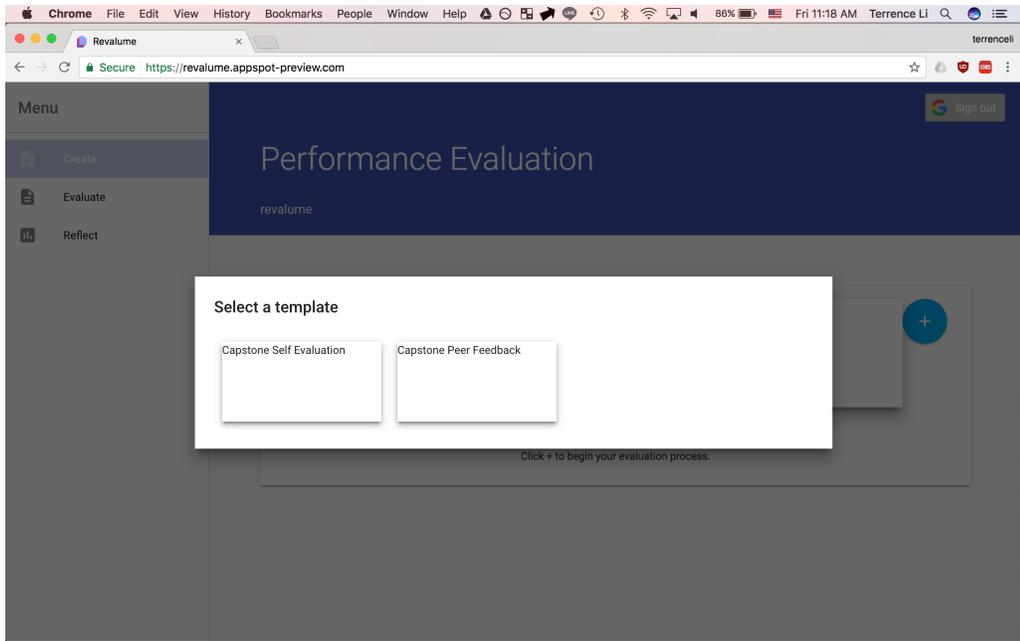 Chrome File Edit View History Bookmarks People Window Help LINE 86% Fri 11:18 AM Terrence Li
Revalume × terrenceli
Secure https://revalume.appspot-preview.com
Menu
Sign out
Create
Performance Evaluation
Evaluate
revalume
Reflect
Select a template
Capstone Self Evaluation Capstone Peer Feedback
+
Click + to begin your evaluation process.